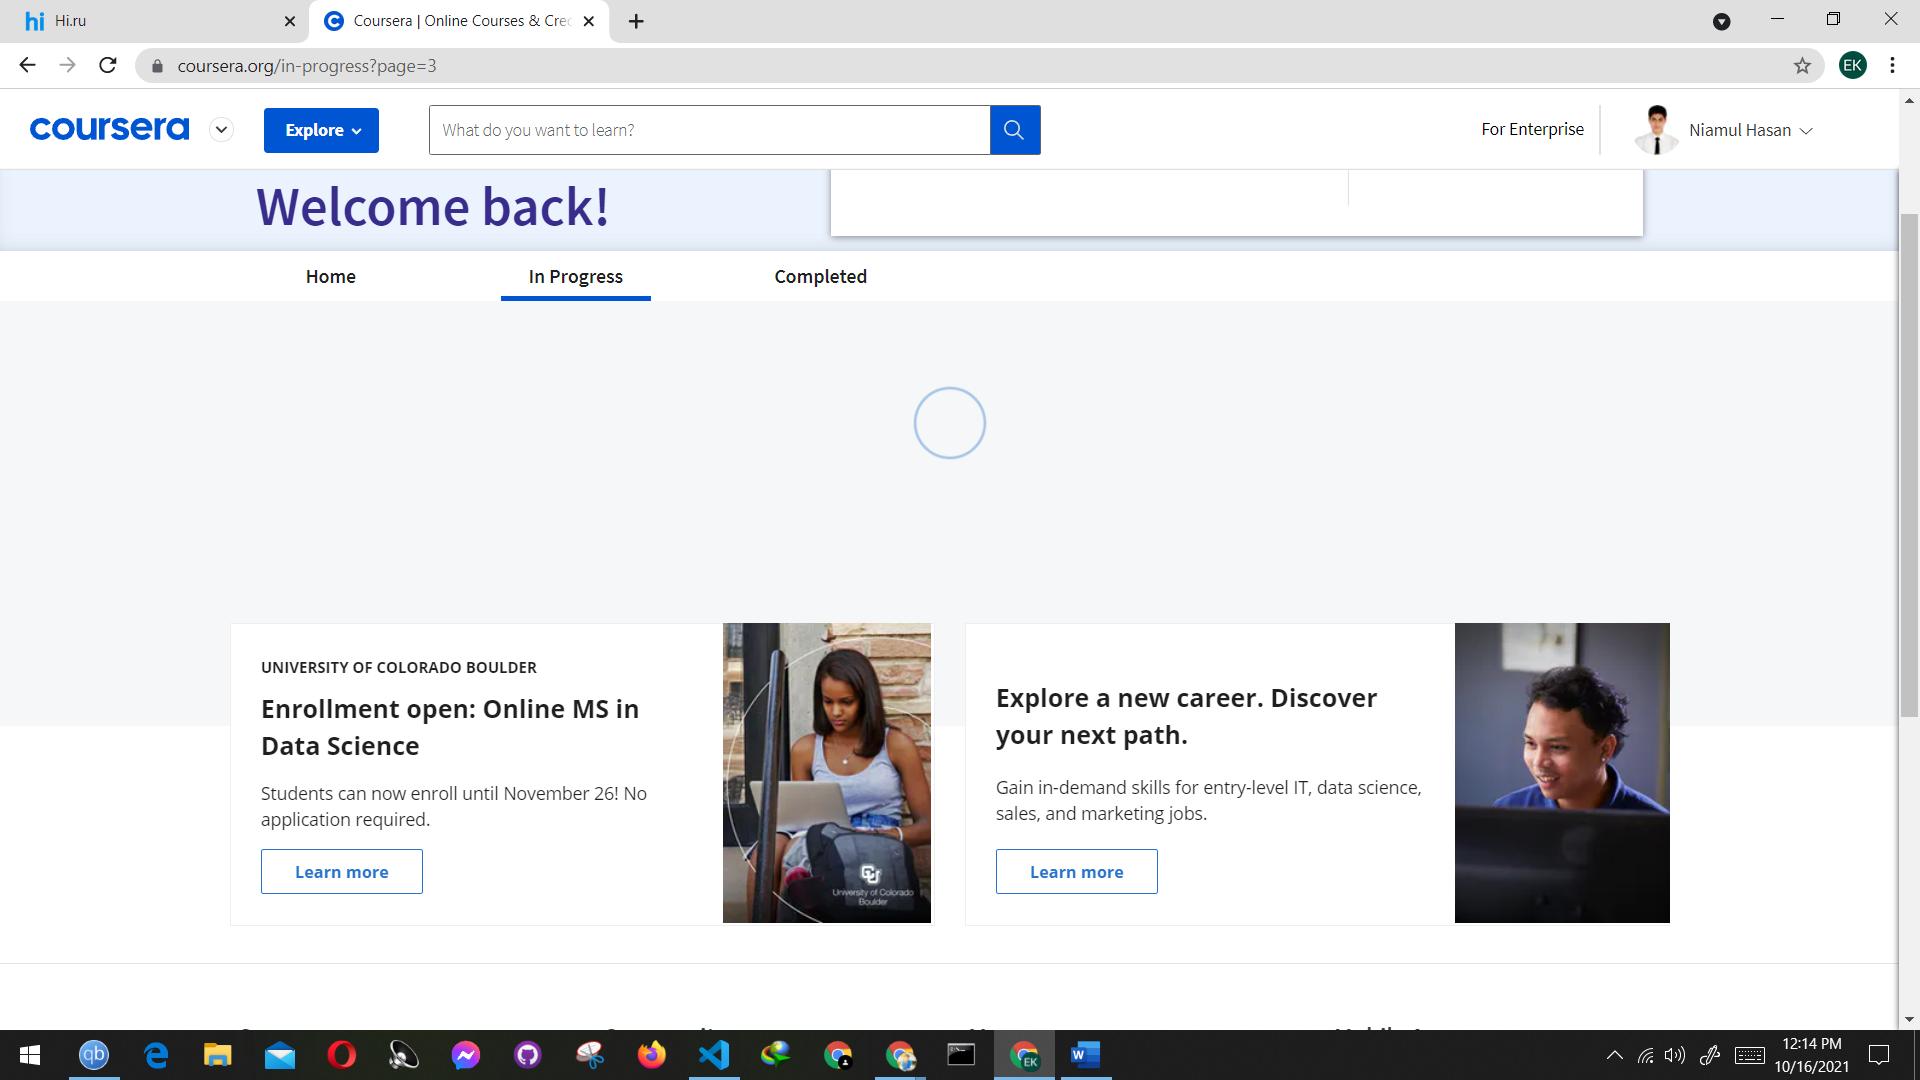 Hi.ru
Coursera | Online Courses & Cre
coursera.org/in-progress?page=3
EK
coursera
Explore
What do you want to learn?
For Enterprise
Niamul Hasan
Welcome back!
Home
In Progress
Completed
UNIVERSITY OF COLORADO BOULDER
Enrollment open: Online MS in
Data Science
Students can now enroll until November 26! No
application required.
Learn more
University of Colorado
Boulder
Explore a new career. Discover
your next path.
Gain in-demand skills for entry-level IT, data science,
sales, and marketing jobs.
Learn more
12:14 PM
10/16/2021